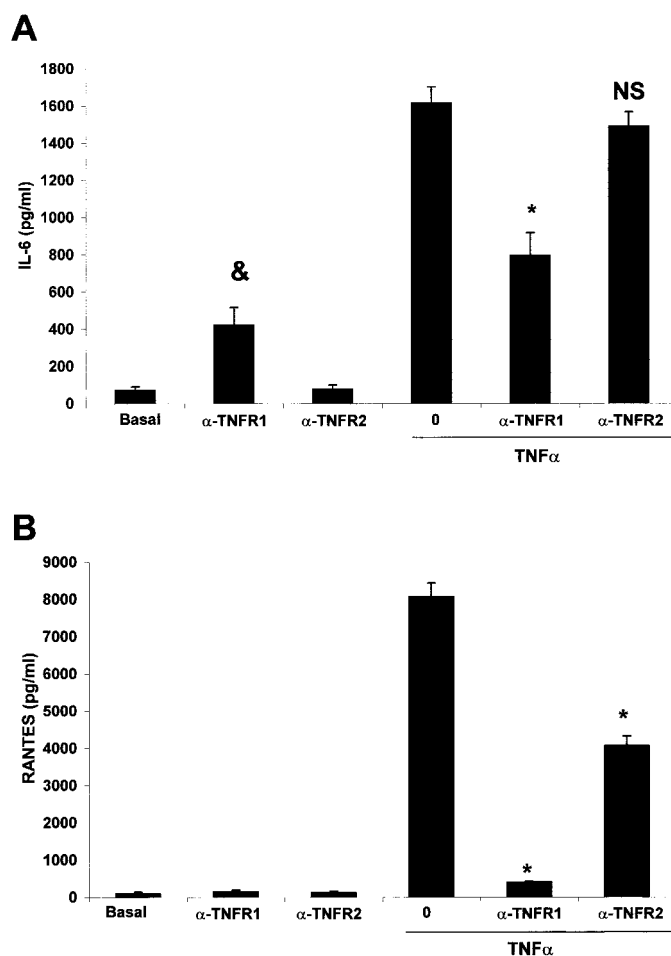 A
IL-6 (pg/ml)
1800
1600
1400
1200
1000
800
600
400
200
0
&
*
NS
Basal α-TNFR1 α-TNFR2 0 α-TNFR1 α-TNFR2
TNFα
B
RANTES (pg/ml)
9000
8000
7000
6000
5000
4000
3000
2000
1000
0
*
*
Basal α-TNFR1 α-TNFR2 0 α-TNFR1 α-TNFR2
TNFα